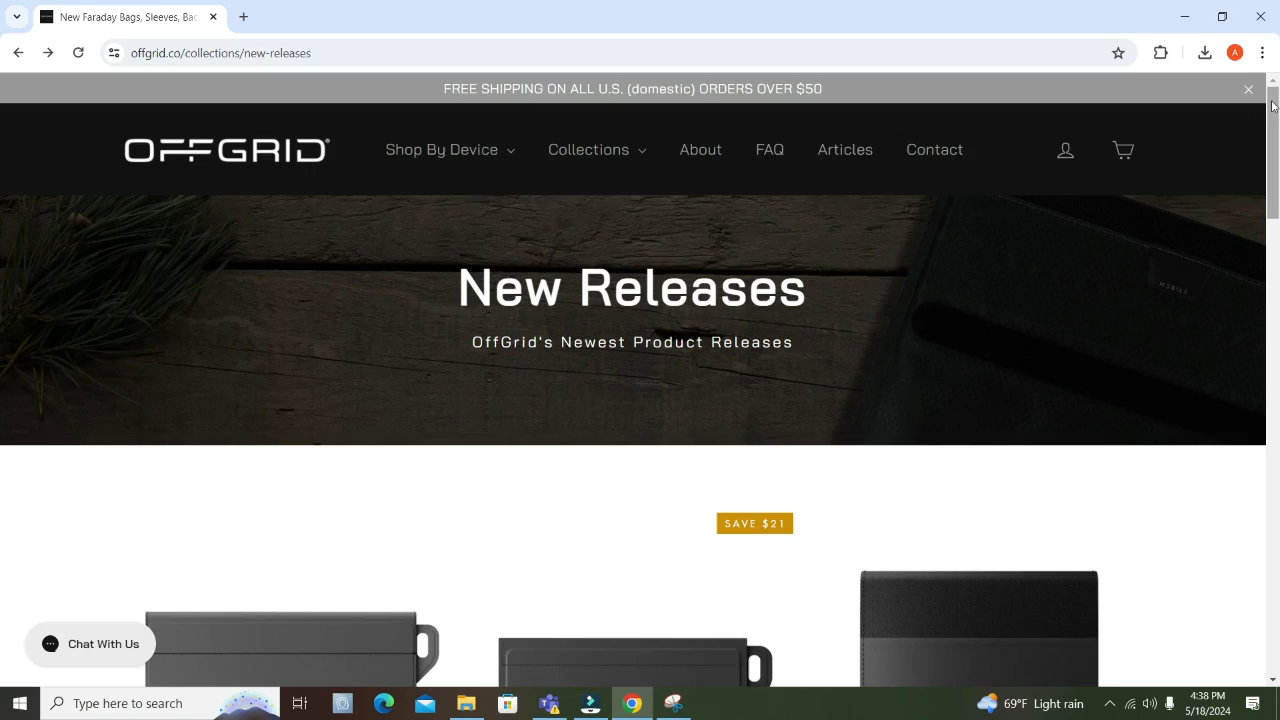 New Faraday Bags, Sleeves, Bac
offgrid.co/collections/new-releases
A
FREE SHIPPING ON ALL U.S. (domestic) ORDERS OVER $50
OFFGRID®
Shop By Device
Collections
About
FAQ
Articles
Contact
MOBILE
New Releases
OffGrid's Newest Product Releases
SAVE $21
Chat With Us
Type here to search
69°F Light rain
4:38 PM
5/18/2024